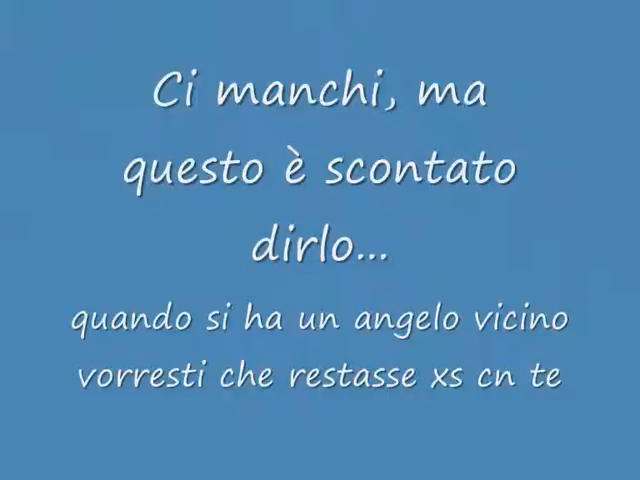 Ci manchi, ma
questo è scontato
dirlo...
quando si ha un angelo vicino
vorresti che restasse xs cn te